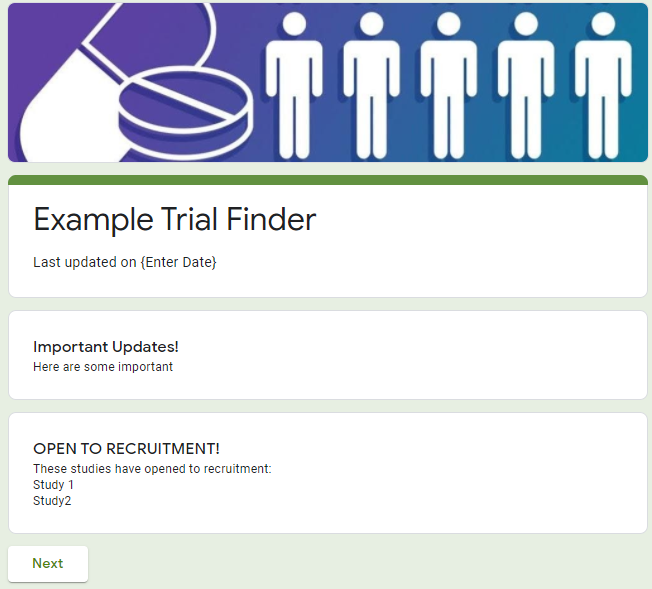 Example Trial Finder
Last updated on {Enter Date}
Important Updates!
Here are some important
OPEN TO RECRUITMENT!
These studies have opened to recruitment:
Study 1
Study2
Next